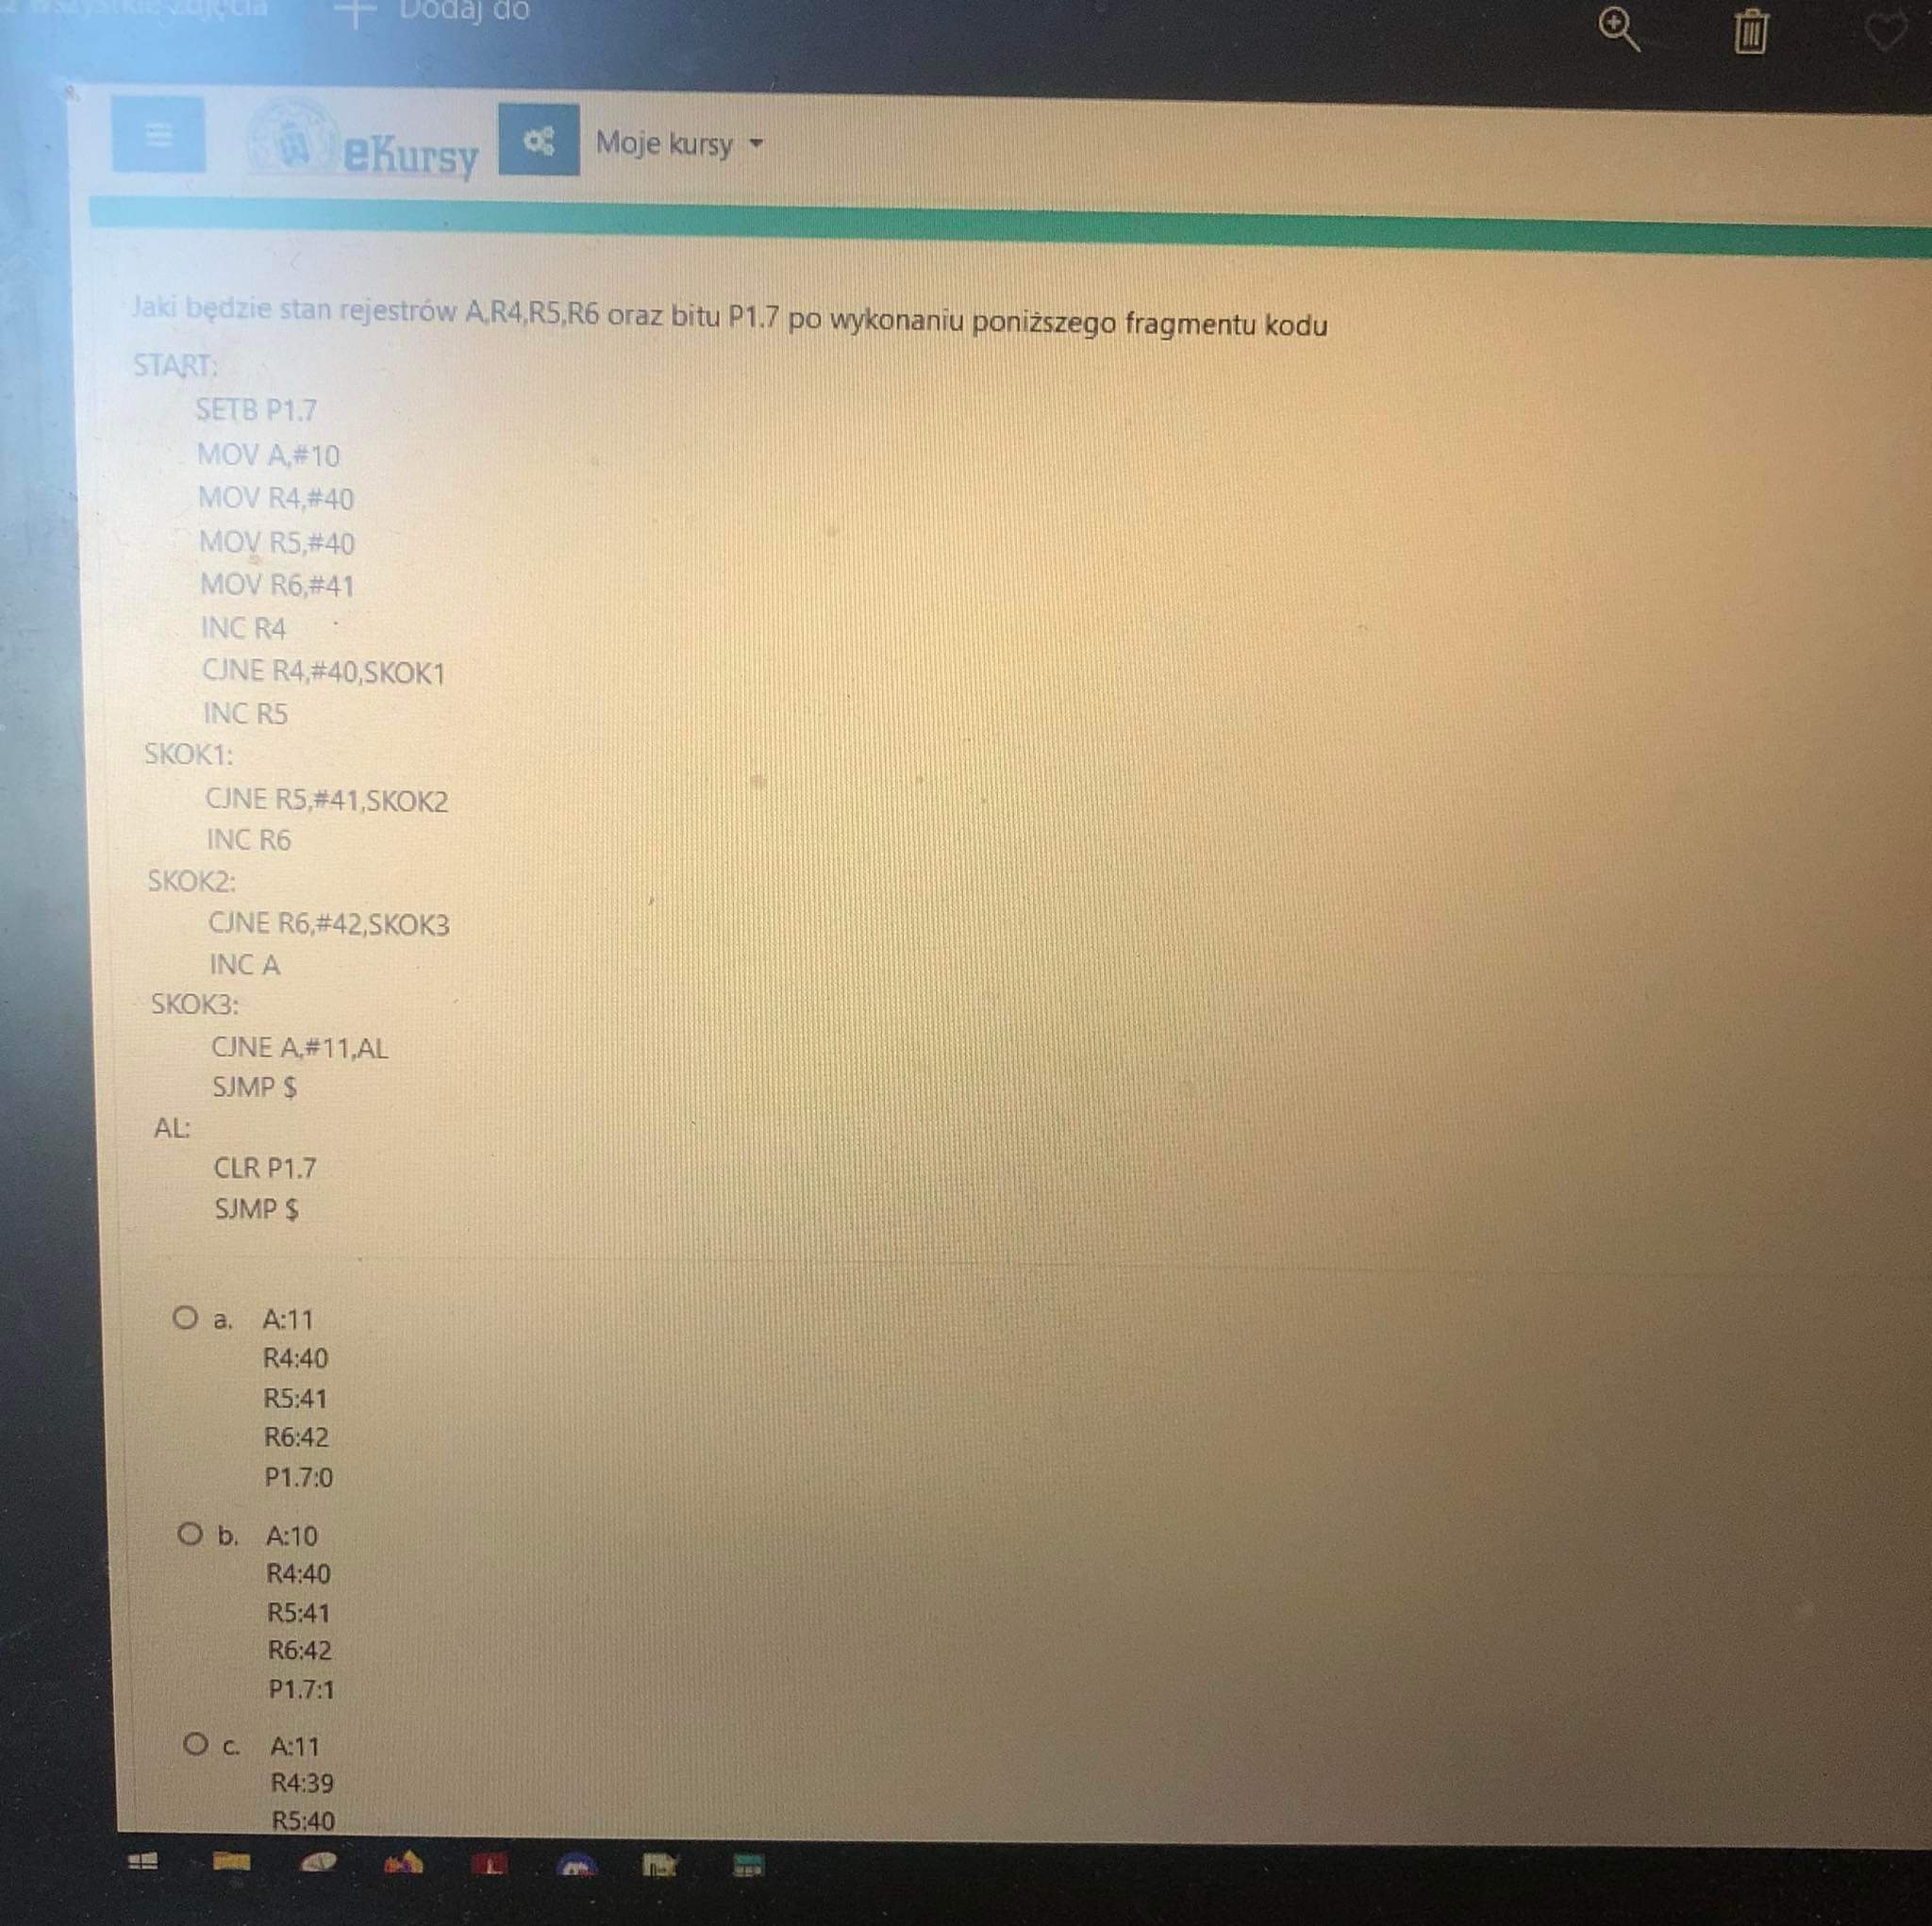 Wszystkie zdjęcia
Dodaj do
eKursy
Moje kursy
Jaki będzie stan rejestrów A,R4,R5,R6 oraz bitu P1.7 po wykonaniu poniższego fragmentu kodu
START:
SETB P1.7
MOV A,#10
MOV R4,#40
MOV R5,#40
MOV R6,#41
INC R4
CJNE R4,#40,SKOK1
INC R5
SKOK1:
CJNE R5,#41,SKOK2
INC R6
SKOK2:
CJNE R6,#42,SKOK3
INC A
SKOK3:
CJNE A,#11,AL
SJMP $
AL:
CLR P1.7
SJMP $
a. A:11
R4:40
R5:41
R6:42
P1.7:0
b. A:10
R4:40
R5:41
R6:42
P1.7:1
c. A:11
R4:39
R5:40